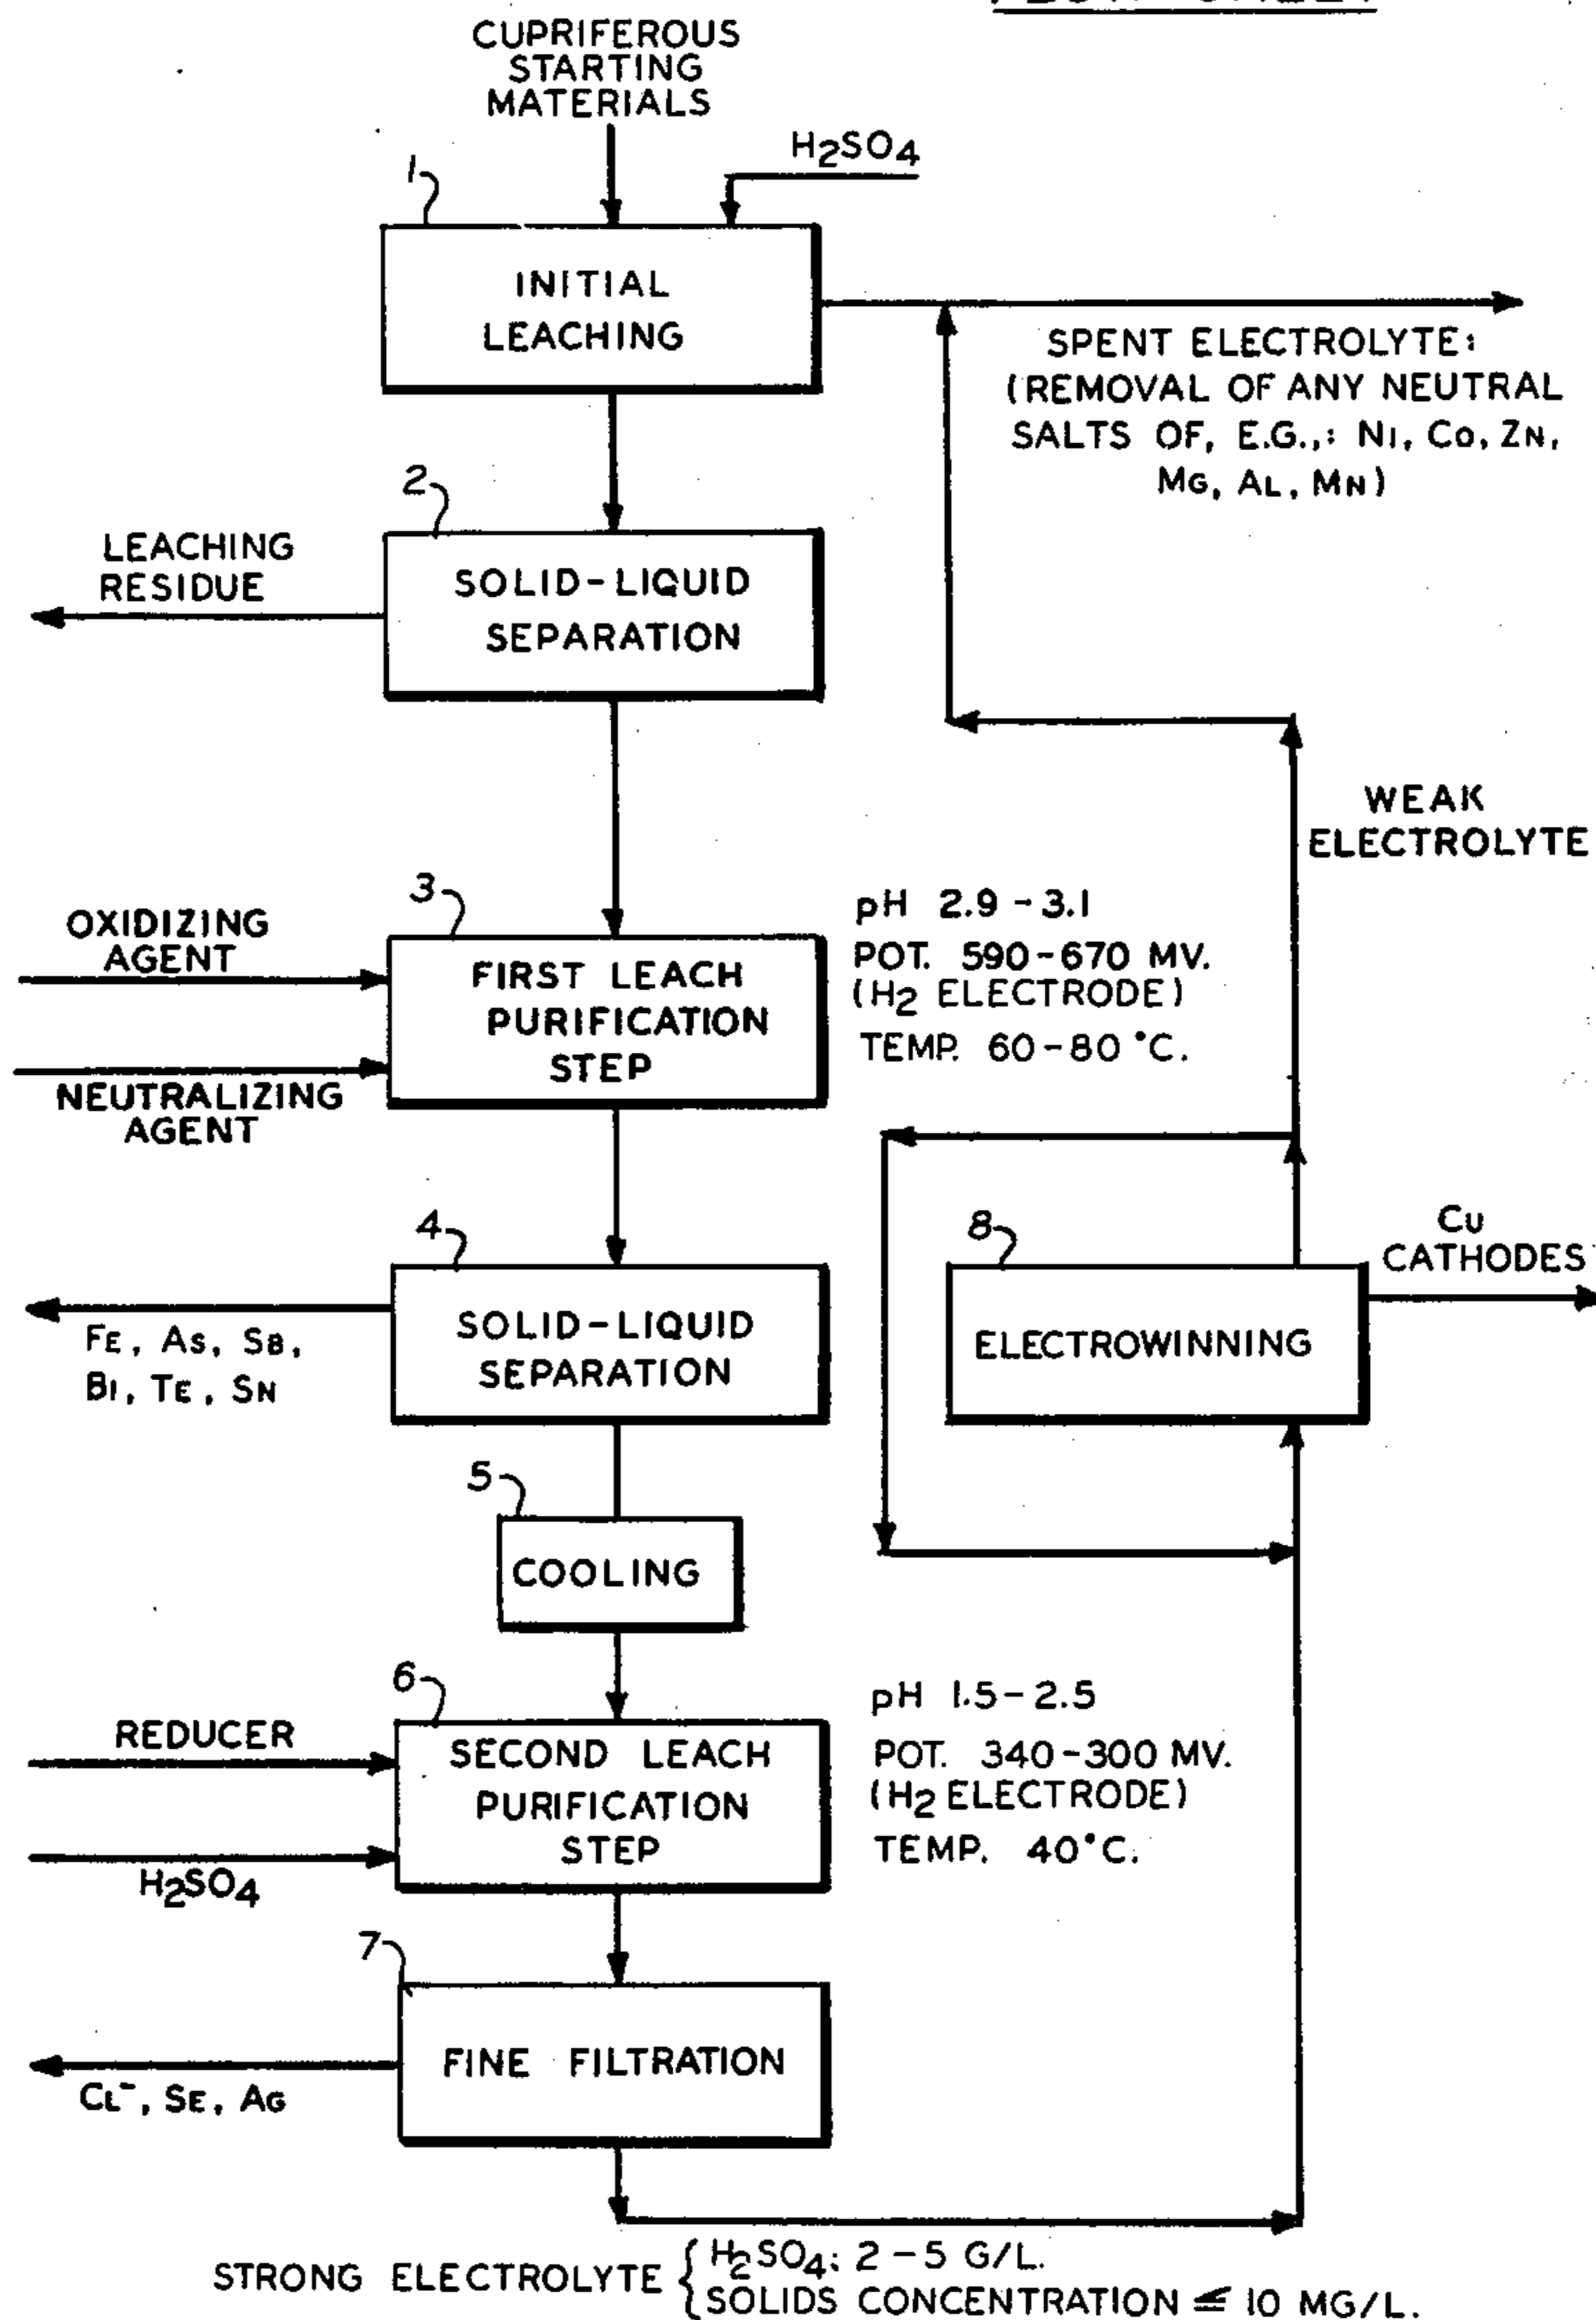 CUPRIFEROUS
STARTING
MATERIALS
H2SO4
1
INITIAL
LEACHING
SPENT ELECTROLYTE:
(REMOVAL OF ANY NEUTRAL
SALTS OF, E.G.,: NI, CO, ZN,
MG, AL, MN)
2
LEACHING
RESIDUE
SOLID-LIQUID
SEPARATION
WEAK
ELECTROLYTE
3
OXIDIZING
AGENT
NEUTRALIZING
AGENT
FIRST LEACH
PURIFICATION
STEP
pH 2.9-3.1
POT. 590-670 MV.
(H2 ELECTRODE)
TEMP. 60-80 °C.
4
FE, AS, SB,
BI, TE, SN
SOLID-LIQUID
SEPARATION
8
ELECTROWINNING
Cu
CATHODES
5
COOLING
6
REDUCER
H2SO4
SECOND LEACH
PURIFICATION
STEP
pH 1.5-2.5
POT. 340-300 MV.
(H2 ELECTRODE)
TEMP. 40°C.
7
FINE FILTRATION
CL-, SE, AG
STRONG ELECTROLYTE { H2SO4: 2-5 G/L.
SOLIDS CONCENTRATION ≦ 10 MG/L.